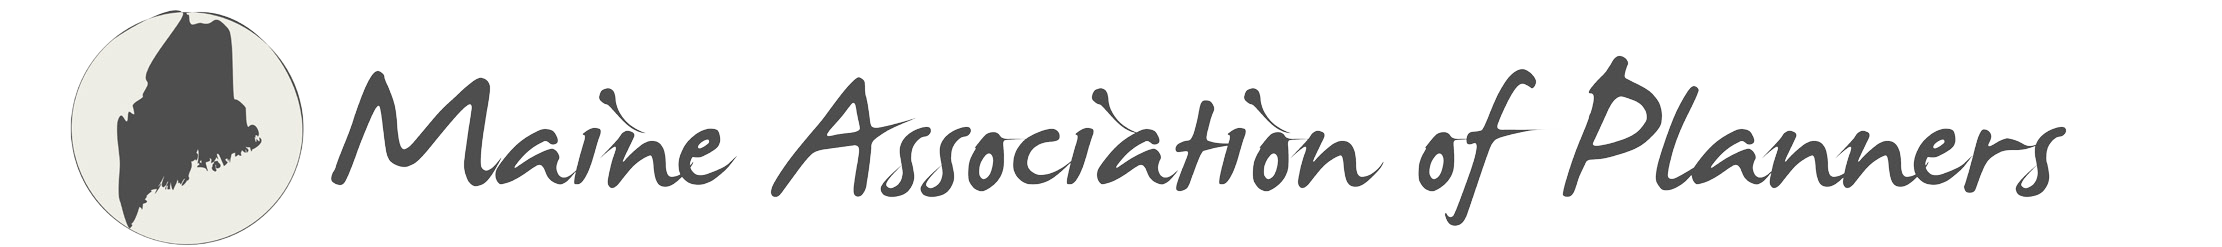 Maine Association of Planners